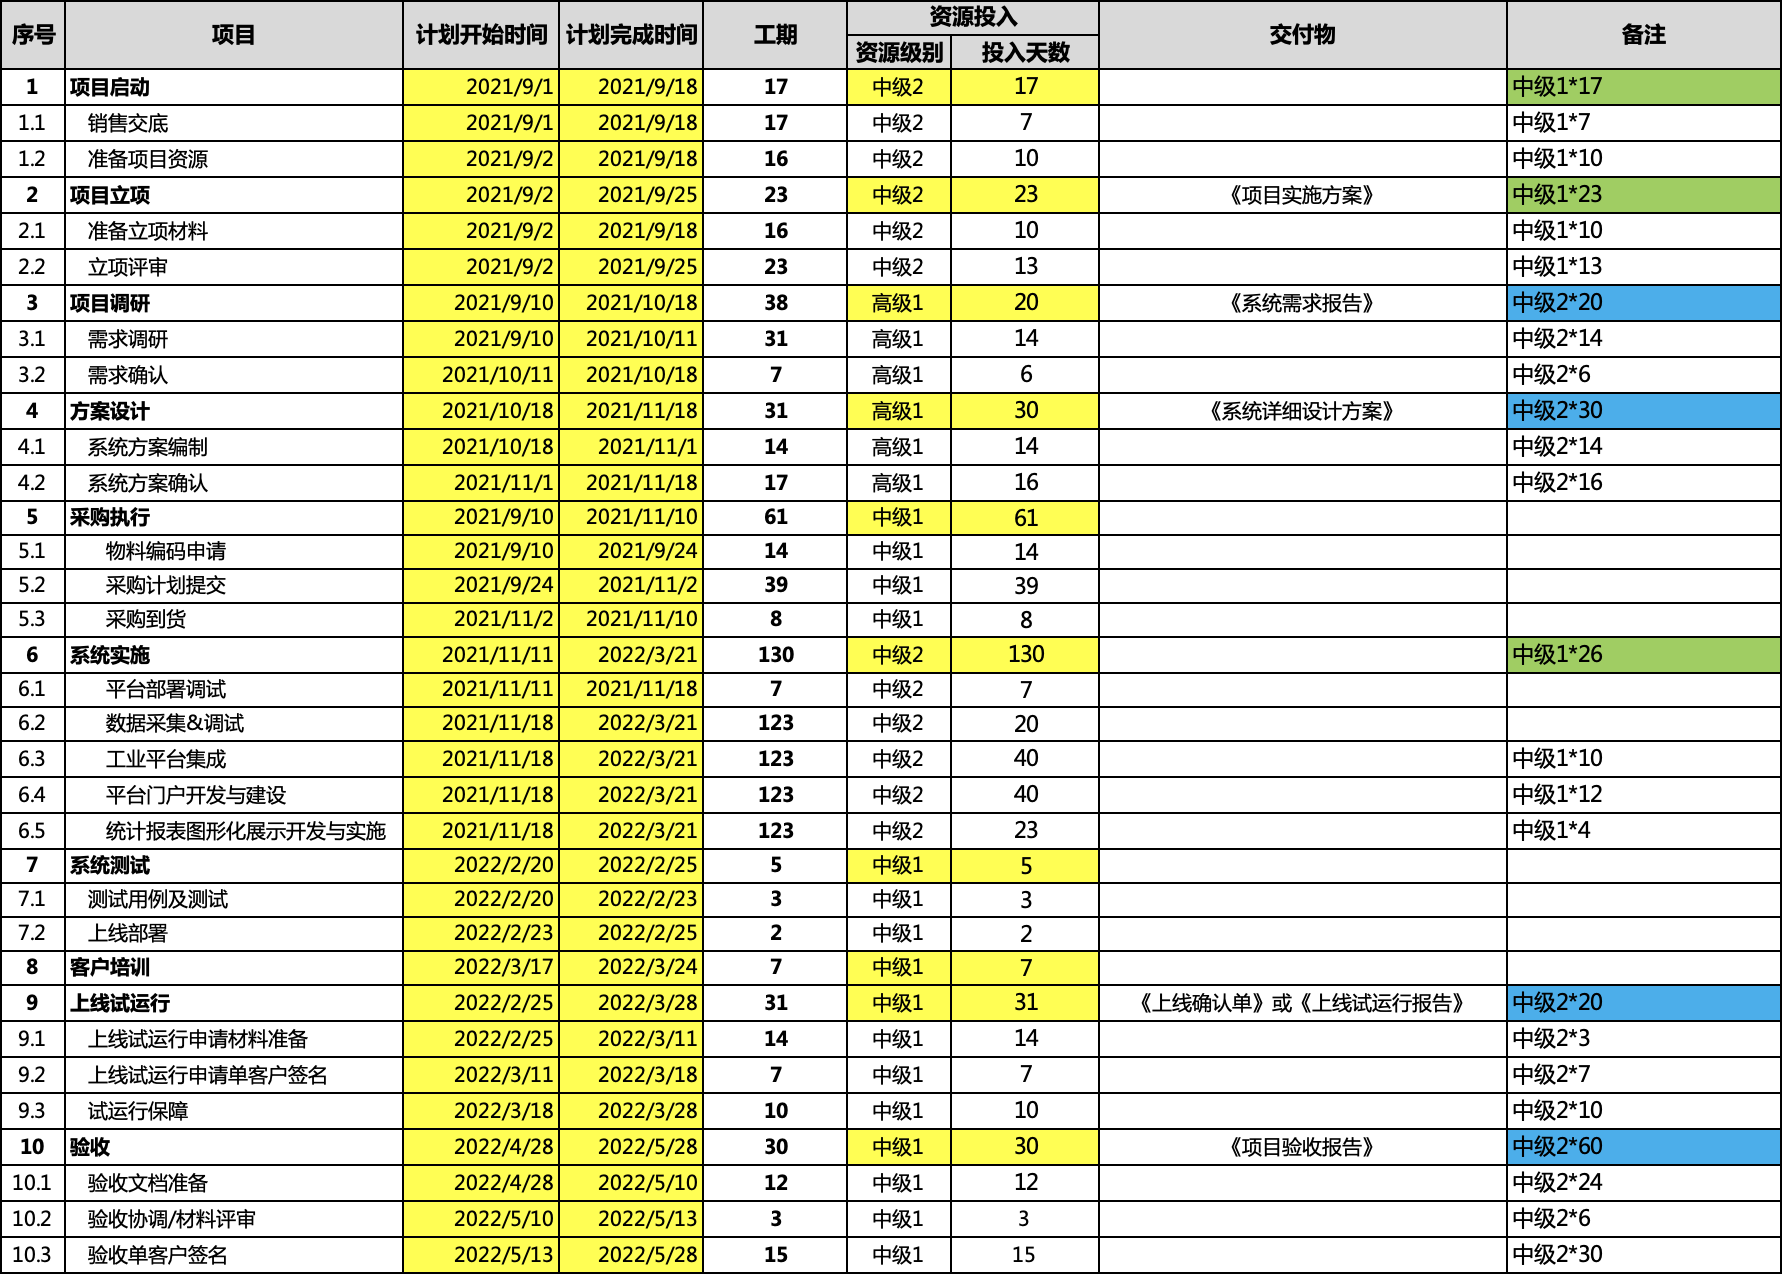 序号 项目 计划开始时间 计划完成时间 工期 资源投入 交付物 备注
资源级别 投入天数
1 项目启动 2021/9/1 2021/9/18 17 中级2 17 中级1*17
1.1 销售交底 2021/9/1 2021/9/18 17 中级2 7 中级1*7
1.2 准备项目资源 2021/9/2 2021/9/18 16 中级2 10 中级1*10
2 项目立项 2021/9/2 2021/9/25 23 中级2 23 《项目实施方案》 中级1*23
2.1 准备立项材料 2021/9/2 2021/9/18 16 中级2 10 中级1*10
2.2 立项评审 2021/9/2 2021/9/25 23 中级2 13 中级1*13
3 项目调研 2021/9/10 2021/10/18 38 高级1 20 《系统需求报告》 中级2*20
3.1 需求调研 2021/9/10 2021/10/11 31 高级1 14 中级2*14
3.2 需求确认 2021/10/11 2021/10/18 7 高级1 6 中级2*6
4 方案设计 2021/10/18 2021/11/18 31 高级1 30 《系统详细设计方案》 中级2*30
4.1 系统方案编制 2021/10/18 2021/11/1 14 高级1 14 中级2*14
4.2 系统方案确认 2021/11/1 2021/11/18 17 高级1 16 中级2*16
5 采购执行 2021/9/10 2021/11/10 61 中级1 61
5.1 物料编码申请 2021/9/10 2021/9/24 14 中级1 14
5.2 采购计划提交 2021/9/24 2021/11/2 39 中级1 39
5.3 采购到货 2021/11/2 2021/11/10 8 中级1 8
6 系统实施 2021/11/11 2022/3/21 130 中级2 130 中级1*26
6.1 平台部署调试 2021/11/11 2021/11/18 7 中级2 7
6.2 数据采集&调试 2021/11/18 2022/3/21 123 中级2 20
6.3 工业平台集成 2021/11/18 2022/3/21 123 中级2 40 中级1*10
6.4 平台门户开发与建设 2021/11/18 2022/3/21 123 中级2 40 中级1*12
6.5 统计报表图形化展示开发与实施 2021/11/18 2022/3/21 123 中级2 23 中级1*4
7 系统测试 2022/2/20 2022/2/25 5 中级1 5
7.1 测试用例及测试 2022/2/20 2022/2/23 3 中级1 3
7.2 上线部署 2022/2/23 2022/2/25 2 中级1 2
8 客户培训 2022/3/17 2022/3/24 7 中级1 7
9 上线试运行 2022/2/25 2022/3/28 31 中级1 31 《上线确认单》或《上线试运行报告》 中级2*20
9.1 上线试运行申请材料准备 2022/2/25 2022/3/11 14 中级1 14 中级2*3
9.2 上线试运行申请单客户签名 2022/3/11 2022/3/18 7 中级1 7 中级2*7
9.3 试运行保障 2022/3/18 2022/3/28 10 中级1 10 中级2*10
10 验收 2022/4/28 2022/5/28 30 中级1 30 《项目验收报告》 中级2*60
10.1 验收文档准备 2022/4/28 2022/5/10 12 中级1 12 中级2*24
10.2 验收协调/材料评审 2022/5/10 2022/5/13 3 中级1 3 中级2*6
10.3 验收单客户签名 2022/5/13 2022/5/28 15 中级1 15 中级2*30